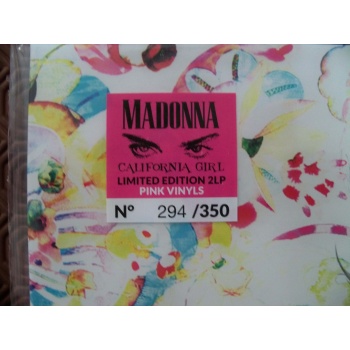 MADONNA
CALIFORNIA GIRL
LIMITED EDITION 2LP
PINK VINYLS
Nº 294 /350